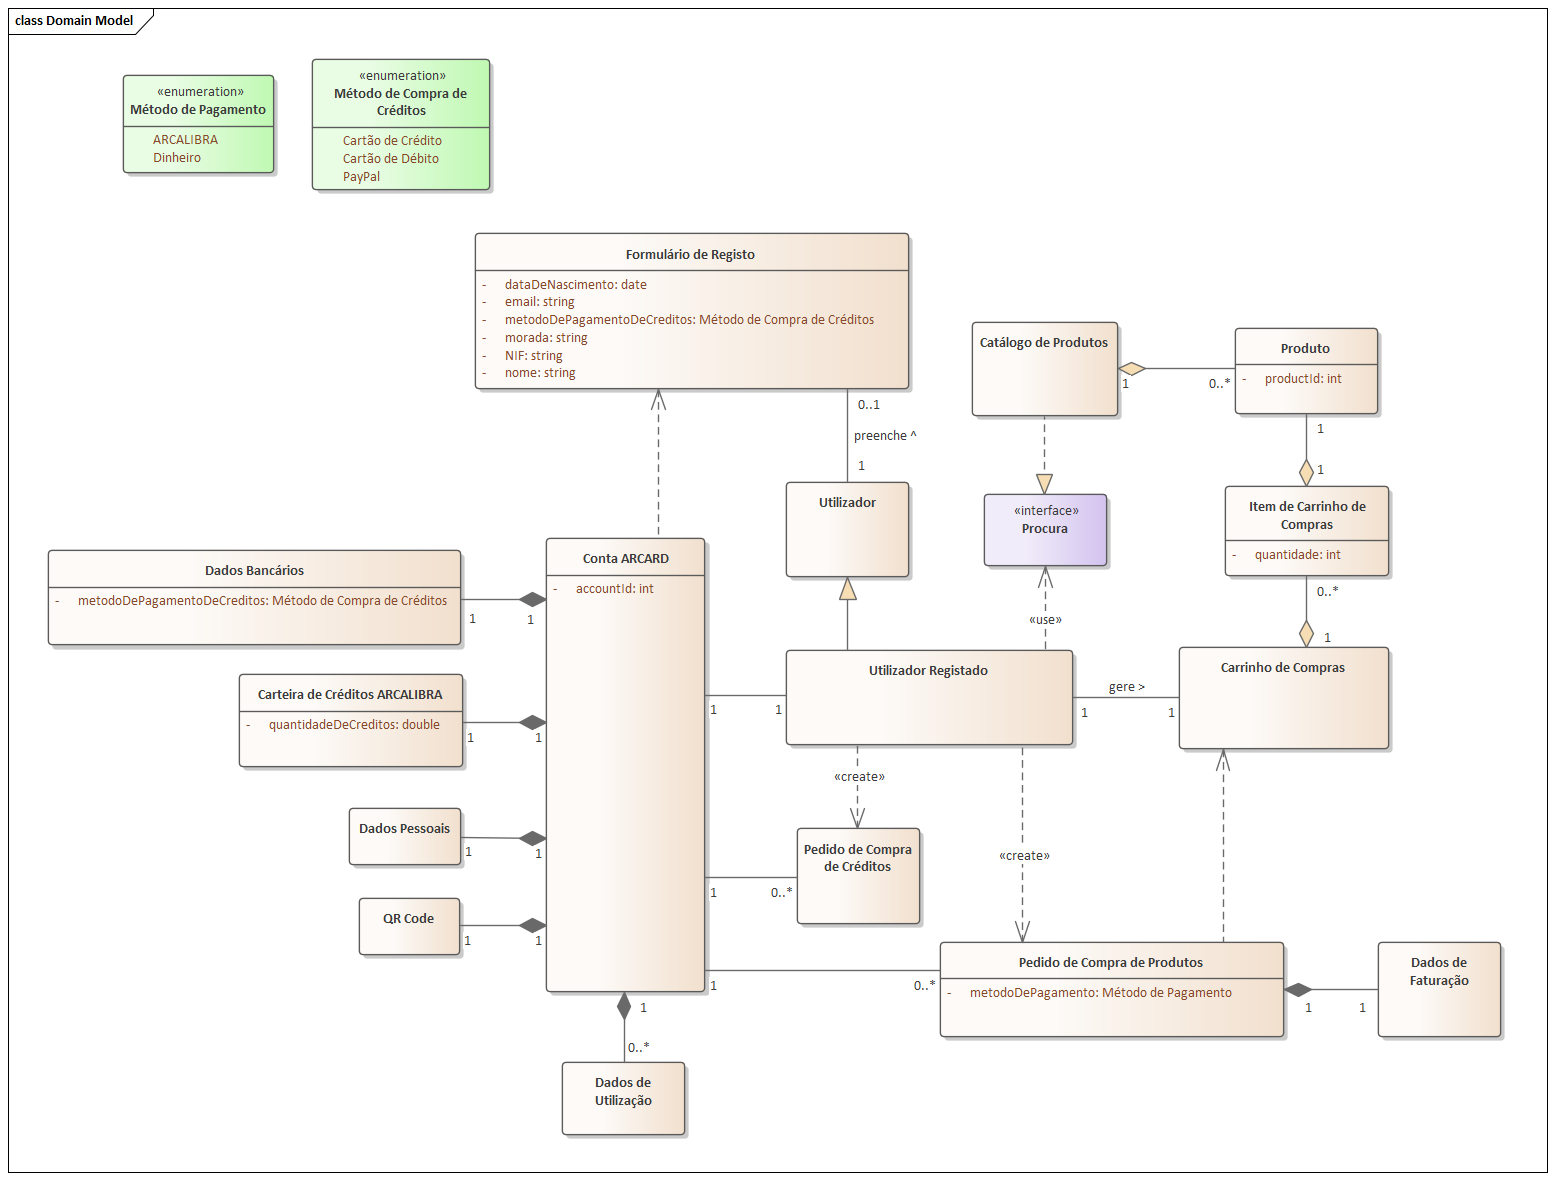 class Domain Model
«enumeration»
Método de Pagamento
ARCALIBRA
Dinheiro
«enumeration»
Método de Compra de
Créditos
Cartão de Crédito
Cartão de Débito
PayPal
Formulário de Registo
- dataDeNascimento: date
- email: string
- metodoDePagamentoDeCreditos: Método de Compra de Créditos
- morada: string
- NIF: string
- nome: string
0..1
preenche ^
1
Utilizador
Catálogo de Produtos
1
0..*
Produto
- productId: int
1
1
«interface»
Procura
Item de Carrinho de
Compras
- quantidade: int
0..*
1
«use»
Conta ARCARD
- accountId: int
Dados Bancários
- metodoDePagamentoDeCreditos: Método de Compra de Créditos
1
1
Carteira de Créditos ARCALIBRA
- quantidadeDeCreditos: double
1
1
Utilizador Registado
1
1
gere >
1
1
Carrinho de Compras
«create»
Dados Pessoais
1
1
Pedido de Compra
de Créditos
1
0..*
«create»
QR Code
1
1
Pedido de Compra de Produtos
- metodoDePagamento: Método de Pagamento
1
0..*
1
1
Dados de
Faturação
1
0..*
Dados de
Utilização